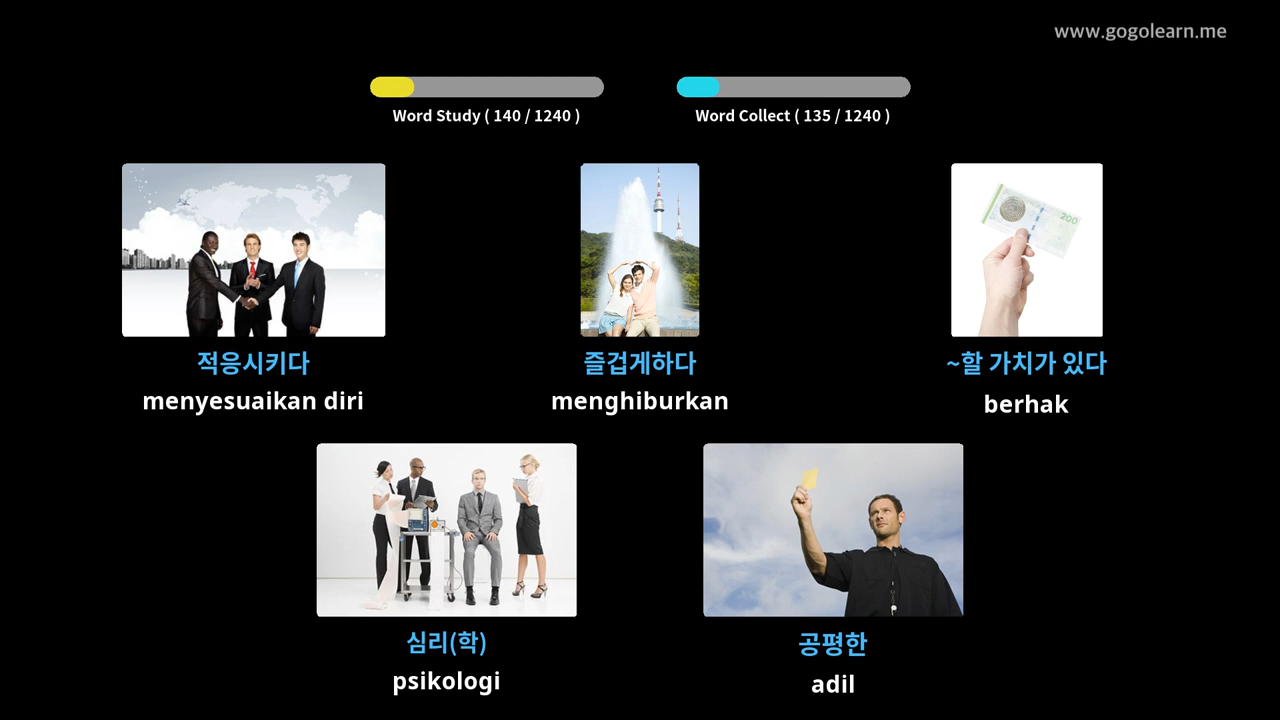 www.gogolearn.me
Word Study ( 140 / 1240 )
Word Collect ( 135 / 1240 )
적응시키다
menyesuaikan diri
즐겁게하다
menghiburkan
200
~할 가치가 있다
berhak
심리(학)
psikologi
공평한
adil